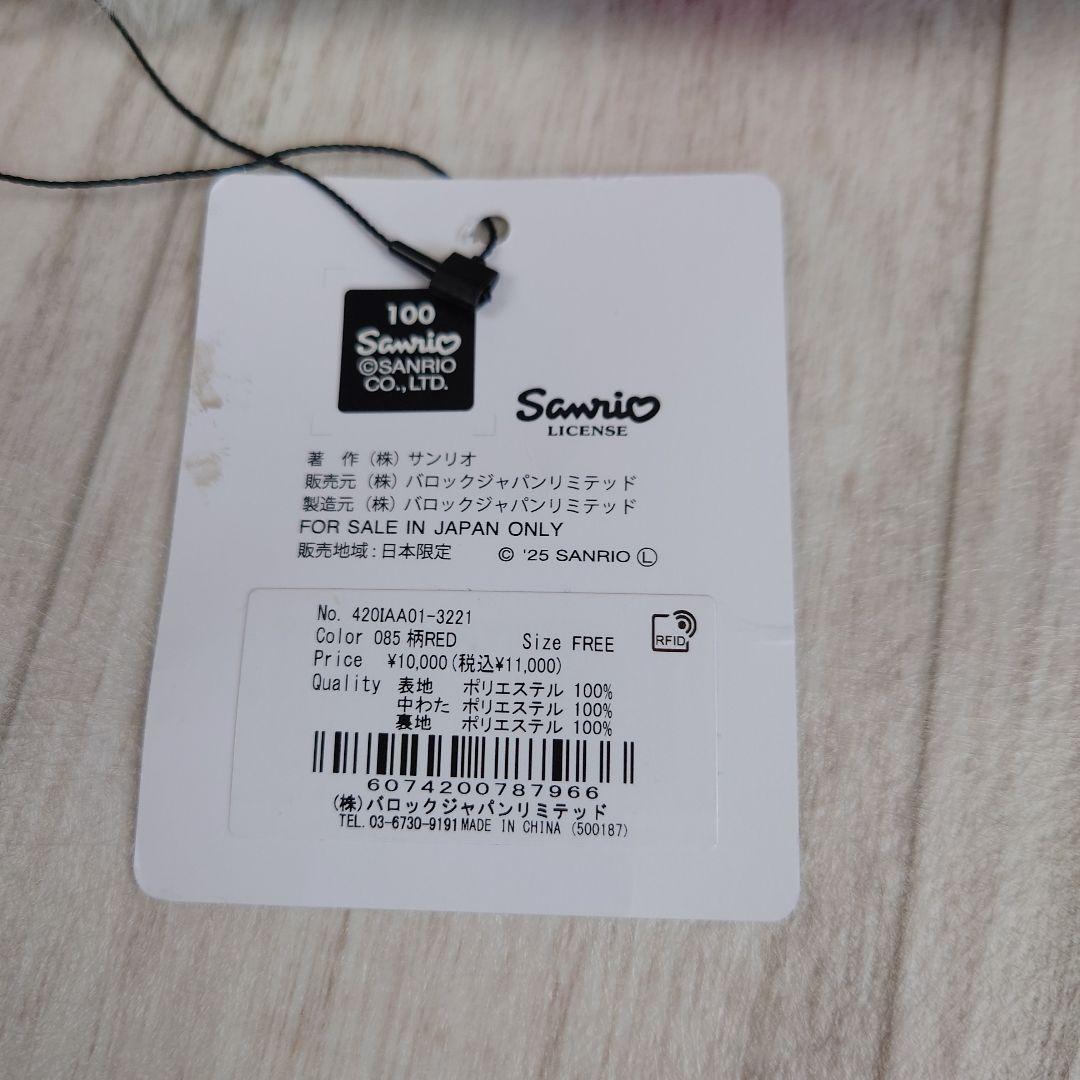 100
Sanrio
©SANRIO
CO.,LTD.
Sanrio
LICENSE
著　作（株）サンリオ
販売元（株）バロックジャパンリミテッド
製造元（株）バロックジャパンリミテッド
FOR SALE IN JAPAN ONLY
販売地域:日本限定　© '25 SANRIO Ⓛ
No. 420IAA01-3221
Color 085 柄RED　Size FREE
RFID
Price ¥10,000(税込¥11,000)
Quality 表地 ポリエステル 100%
中わた ポリエステル 100%
裏地 ポリエステル 100%
6074200787966
(株)バロックジャパンリミテッド
TEL. 03-6730-9191 MADE IN CHINA (500187)